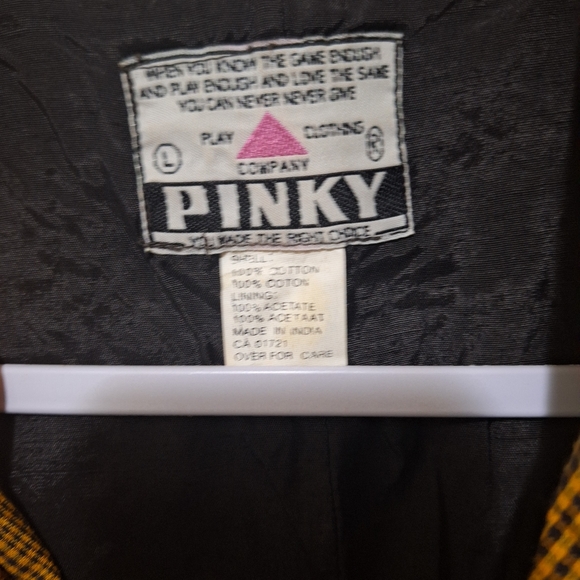 WHEN YOU KNOW THE GAME ENOUGH
AND PLAY ENOUGH AND LOVE THE SAME
YOU CAN NEVER NEVER GIVE
PLAY CLOTHING
L R
COMPANY
PINKY
YOU MADE THE RIGHT CHOICE
SHELL:
100% COTTON
100% COTON
LINING:
100% ACETATE
100% ACETAAT
MADE IN INDIA
CA 01721
OVER FOR CARE